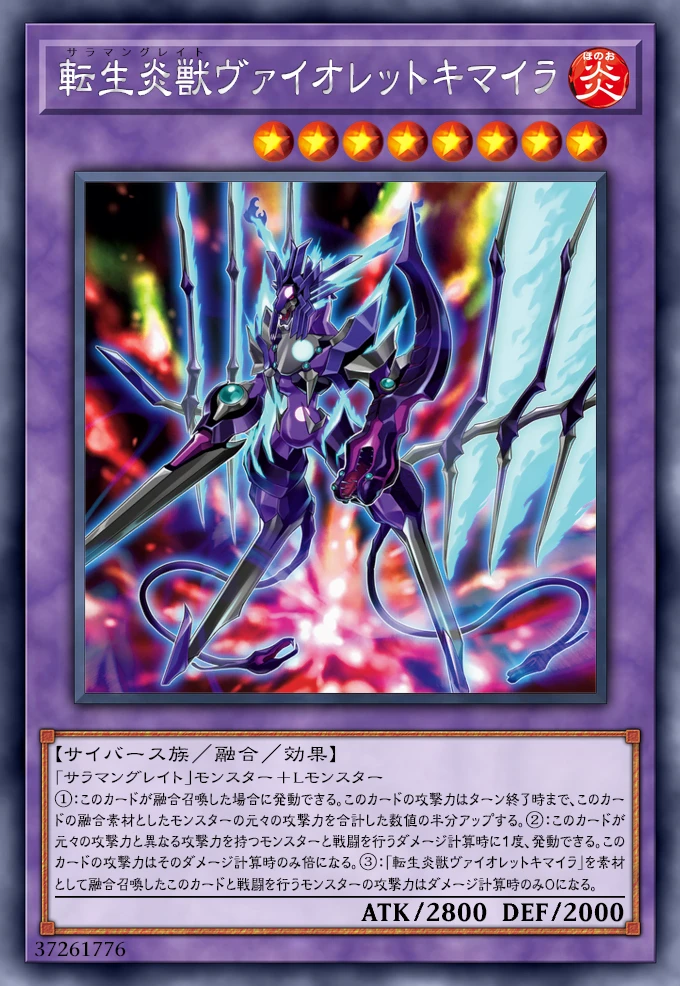 サラマングレイト
転生炎獣ヴァイオレットキマイラ
ほのお
炎
【サイバース族／融合／効果】
「サラマングレイト」モンスター＋Lモンスター
①：このカードが融合召喚した場合に発動できる。このカードの攻撃力はターン終了時まで、このカー
ドの融合素材としたモンスターの元々の攻撃力を合計した数値の半分アップする。②：このカードが
元々の攻撃力と異なる攻撃力を持つモンスターと戦闘を行うダメージ計算時に1度、発動できる。この
カードの攻撃力はそのダメージ計算時のみ倍になる。③：「転生炎獣ヴァイオレットキマイラ」を素材
として融合召喚したこのカードと戦闘を行うモンスターの攻撃力はダメージ計算時のみ0になる。
ATK/2800 DEF/2000
37261776